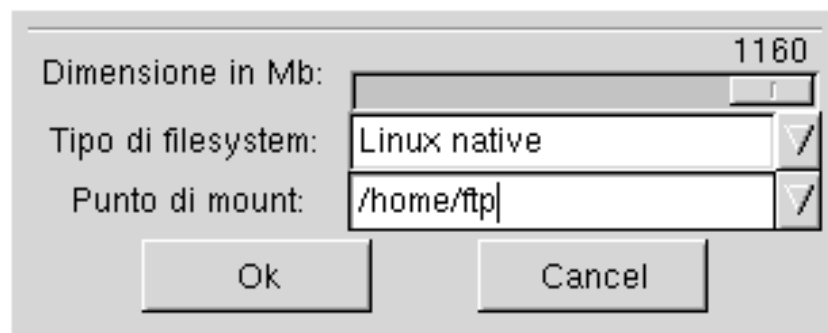 1160
Dimensione in Mb:
Tipo di filesystem: Linux native
Punto di mount: /home/ftp
Ok Cancel